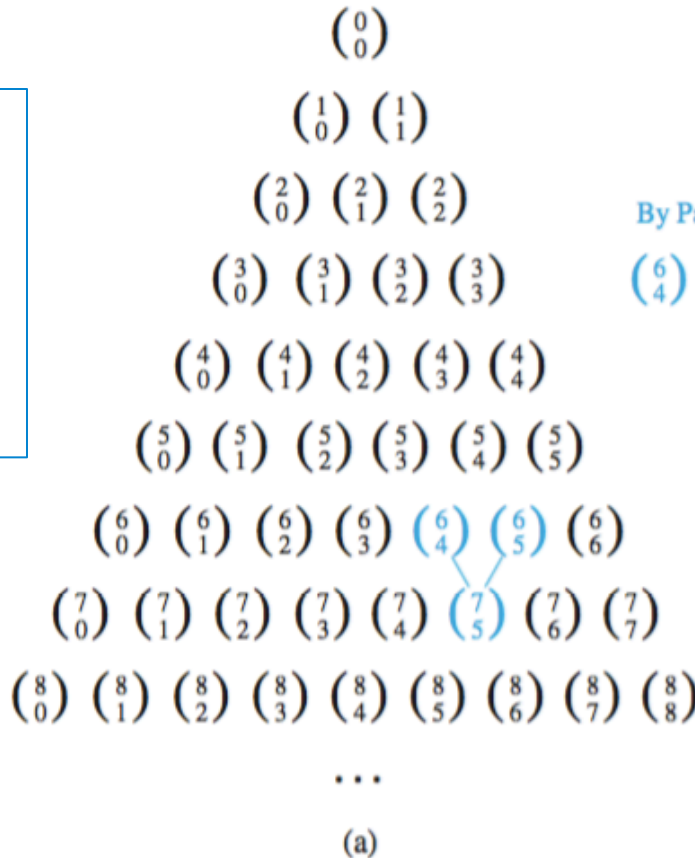 (0 0)
(1 0) (1 1)
(2 0) (2 1) (2 2)
By Pa
(3 0) (3 1) (3 2) (3 3) (6 4)
(4 0) (4 1) (4 2) (4 3) (4 4)
(5 0) (5 1) (5 2) (5 3) (5 4) (5 5)
(6 0) (6 1) (6 2) (6 3) (6 4) (6 5) (6 6)
(7 0) (7 1) (7 2) (7 3) (7 4) (7 5) (7 6) (7 7)
(8 0) (8 1) (8 2) (8 3) (8 4) (8 5) (8 6) (8 7) (8 8)
...
(a)